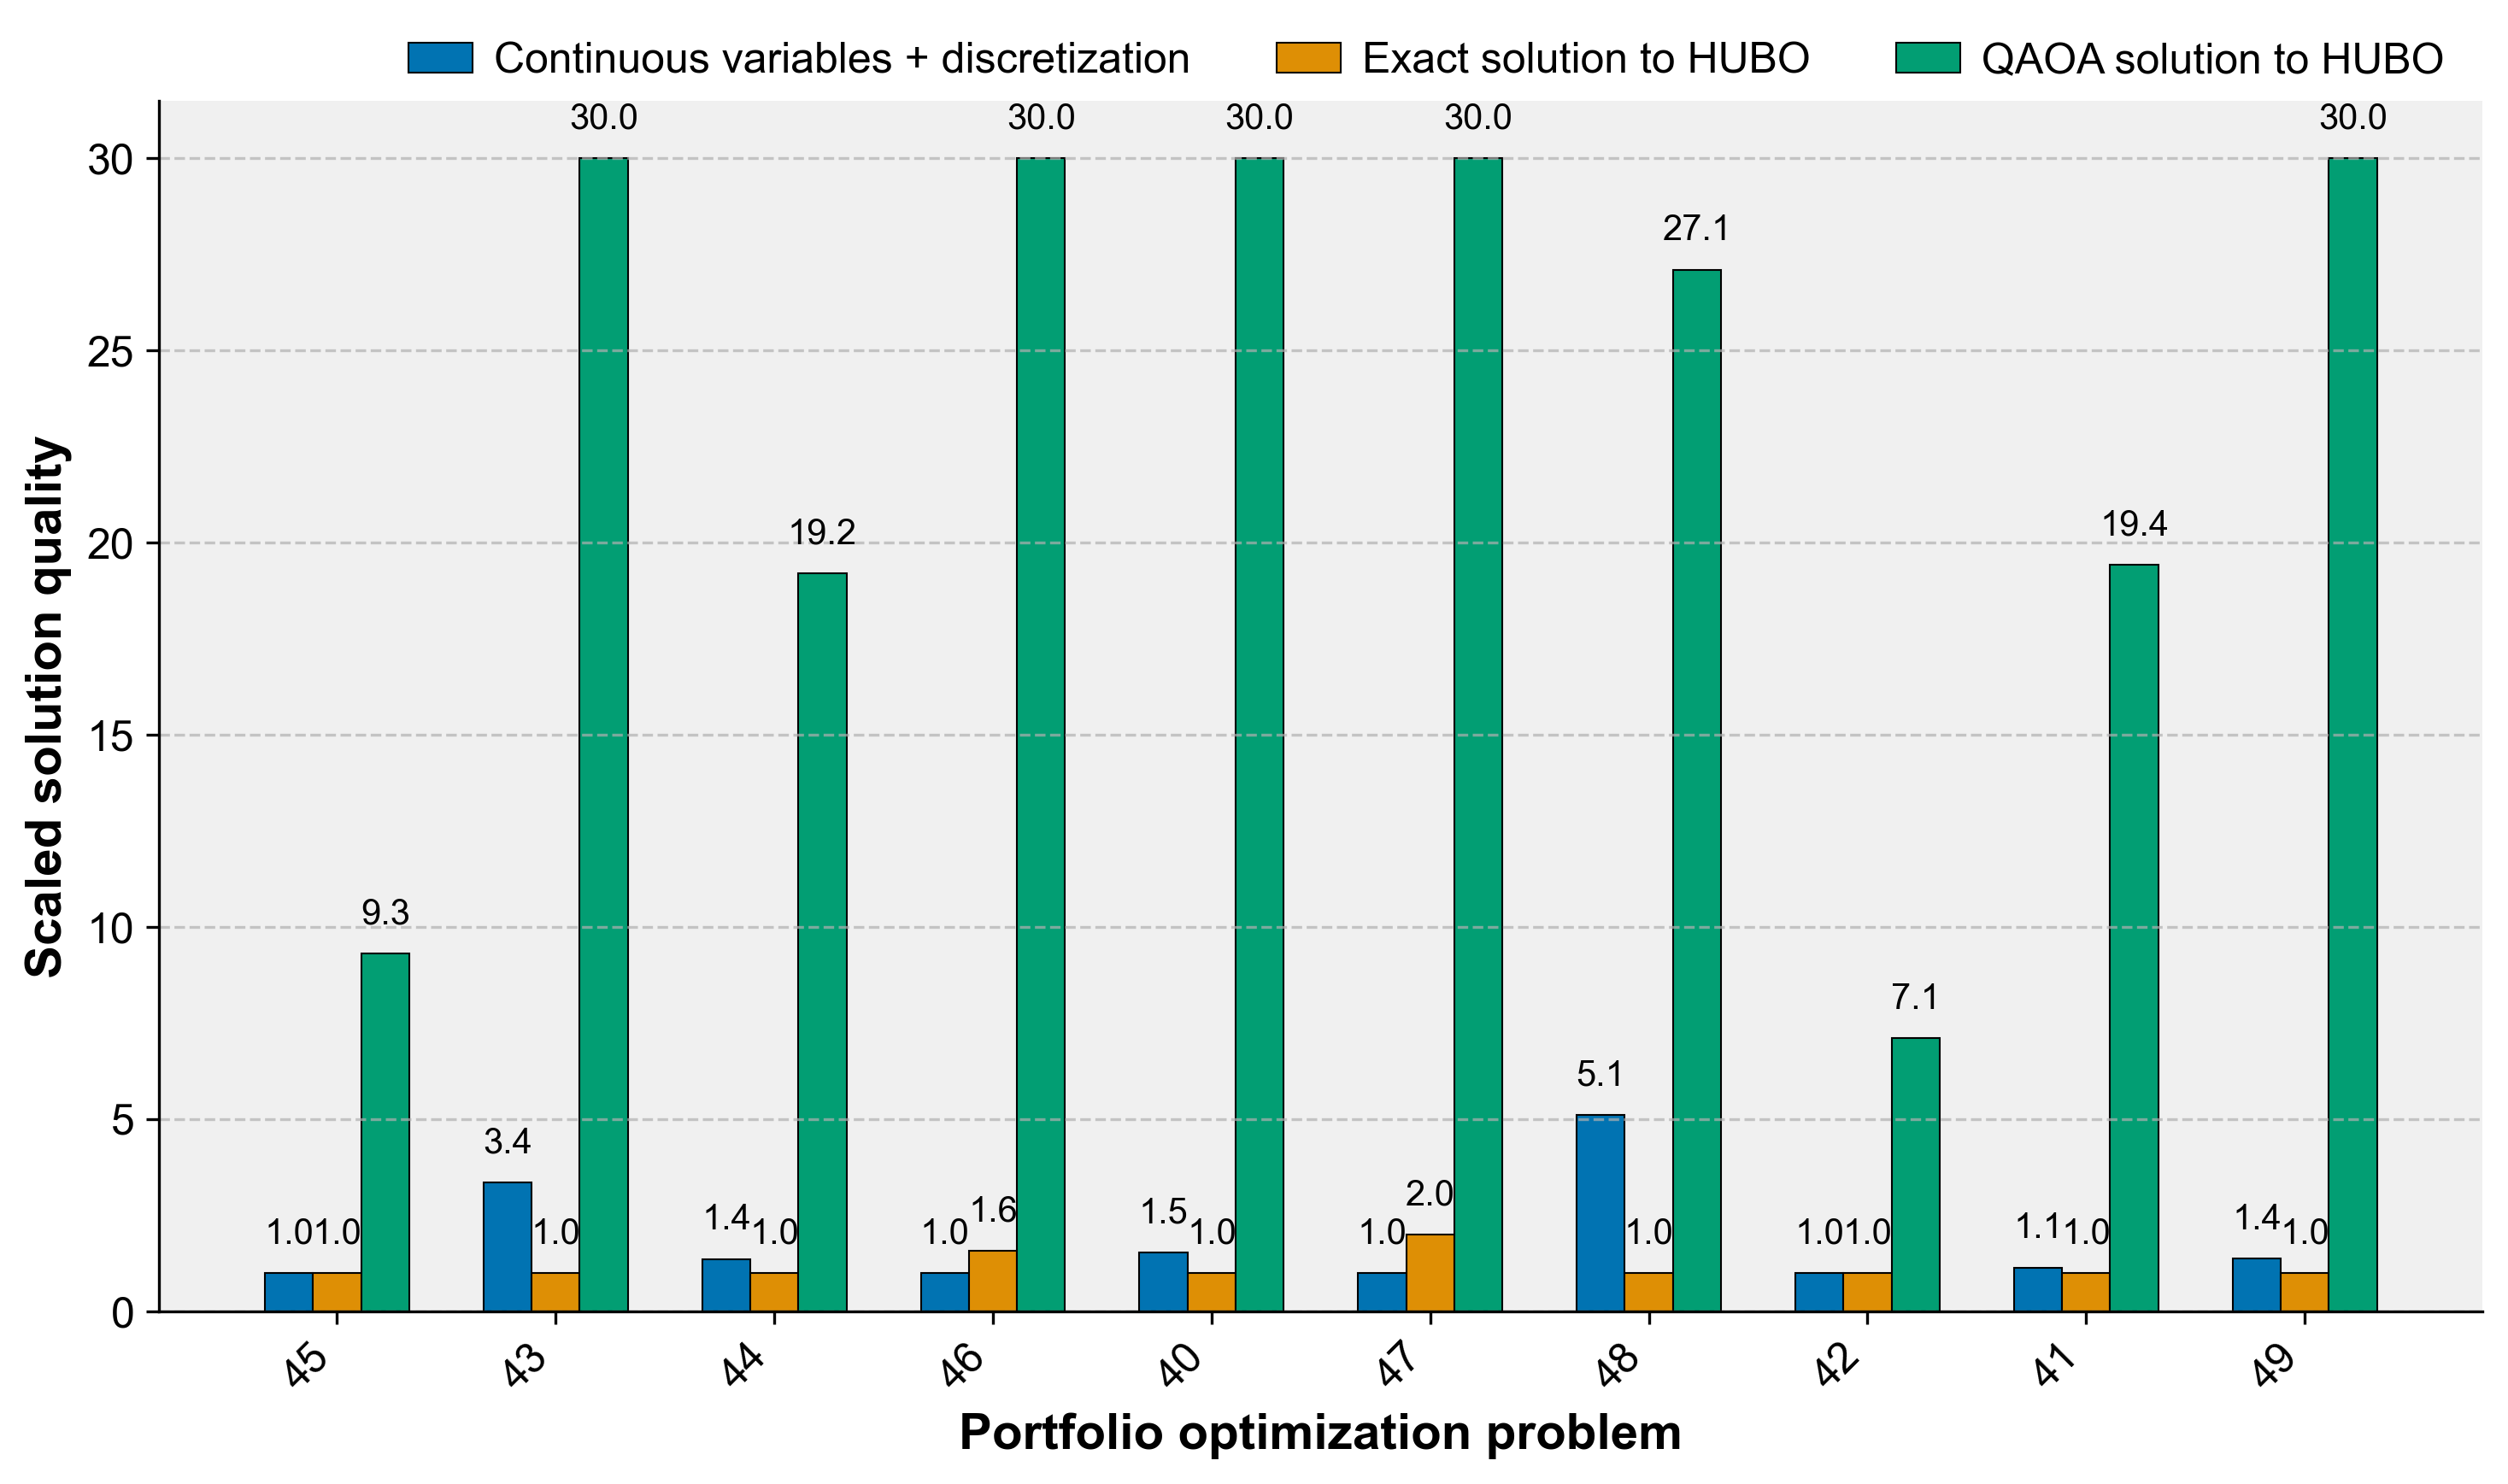 Continuous variables + discretization Exact solution to HUBO QAOA solution to HUBO
30.0 30.0 30.0 30.0 30.0
30
27.1
25
20 19.2 19.4
15
10 9.3
7.1
5 5.1
3.4
1.0 1.0 1.0 1.4 1.0 1.0 1.6 1.5 1.0 1.0 2.0 1.0 1.0 1.0 1.1 1.0 1.4 1.0
0
45 43 44 46 40 47 48 42 41 49
Scaled solution quality
Portfolio optimization problem